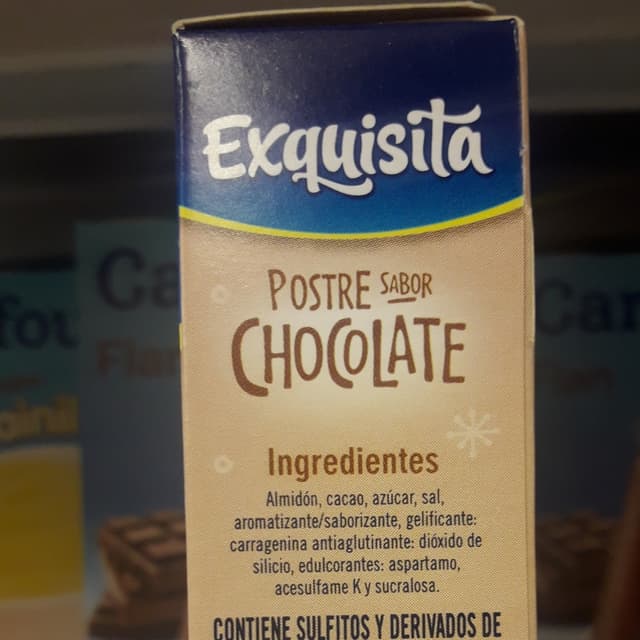 Exquisita
POSTRE SABOR
CHOCOLATE
Ingredientes
Almidón, cacao, azúcar, sal,
aromatizante/saborizante, gelificante:
carragenina antiaglutinante: dióxido de
silicio, edulcorantes: aspartamo,
acesulfame K y sucralosa.
CONTIENE SULFITOS Y DERIVADOS DE